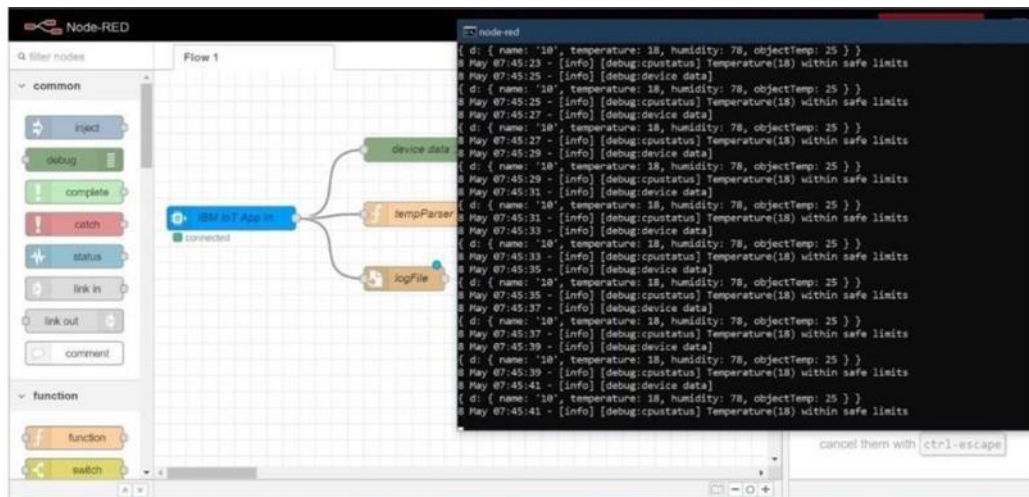 Node-RED
filter nodes
Flow 1
common
inject
debug
complete
catch
status
link in
link out
comment
function
function
switch
IBM IoT App In
connected
device data
tempParser
logFile
node-red
{ d: { name: '10', temperature: 18, humidity: 78, objectTemp: 25 } }
8 May 07:45:23 - [info] [debug:cpustatus] Temperature(18) within safe limits
8 May 07:45:25 - [info] [debug:device data]
{ d: { name: '10', temperature: 18, humidity: 78, objectTemp: 25 } }
8 May 07:45:25 - [info] [debug:cpustatus] Temperature(18) within safe limits
8 May 07:45:27 - [info] [debug:device data]
{ d: { name: '10', temperature: 18, humidity: 78, objectTemp: 25 } }
8 May 07:45:27 - [info] [debug:cpustatus] Temperature(18) within safe limits
8 May 07:45:29 - [info] [debug:device data]
{ d: { name: '10', temperature: 18, humidity: 78, objectTemp: 25 } }
8 May 07:45:29 - [info] [debug:cpustatus] Temperature(18) within safe limits
8 May 07:45:31 - [info] [debug:device data]
{ d: { name: '10', temperature: 18, humidity: 78, objectTemp: 25 } }
8 May 07:45:31 - [info] [debug:cpustatus] Temperature(18) within safe limits
8 May 07:45:33 - [info] [debug:device data]
{ d: { name: '10', temperature: 18, humidity: 78, objectTemp: 25 } }
8 May 07:45:33 - [info] [debug:cpustatus] Temperature(18) within safe limits
8 May 07:45:35 - [info] [debug:device data]
{ d: { name: '10', temperature: 18, humidity: 78, objectTemp: 25 } }
8 May 07:45:35 - [info] [debug:cpustatus] Temperature(18) within safe limits
8 May 07:45:37 - [info] [debug:device data]
{ d: { name: '10', temperature: 18, humidity: 78, objectTemp: 25 } }
8 May 07:45:37 - [info] [debug:cpustatus] Temperature(18) within safe limits
8 May 07:45:39 - [info] [debug:device data]
{ d: { name: '10', temperature: 18, humidity: 78, objectTemp: 25 } }
8 May 07:45:39 - [info] [debug:cpustatus] Temperature(18) within safe limits
8 May 07:45:41 - [info] [debug:device data]
{ d: { name: '10', temperature: 18, humidity: 78, objectTemp: 25 } }
8 May 07:45:41 - [info] [debug:cpustatus] Temperature(18) within safe limits
cancel them with ctrl-escape